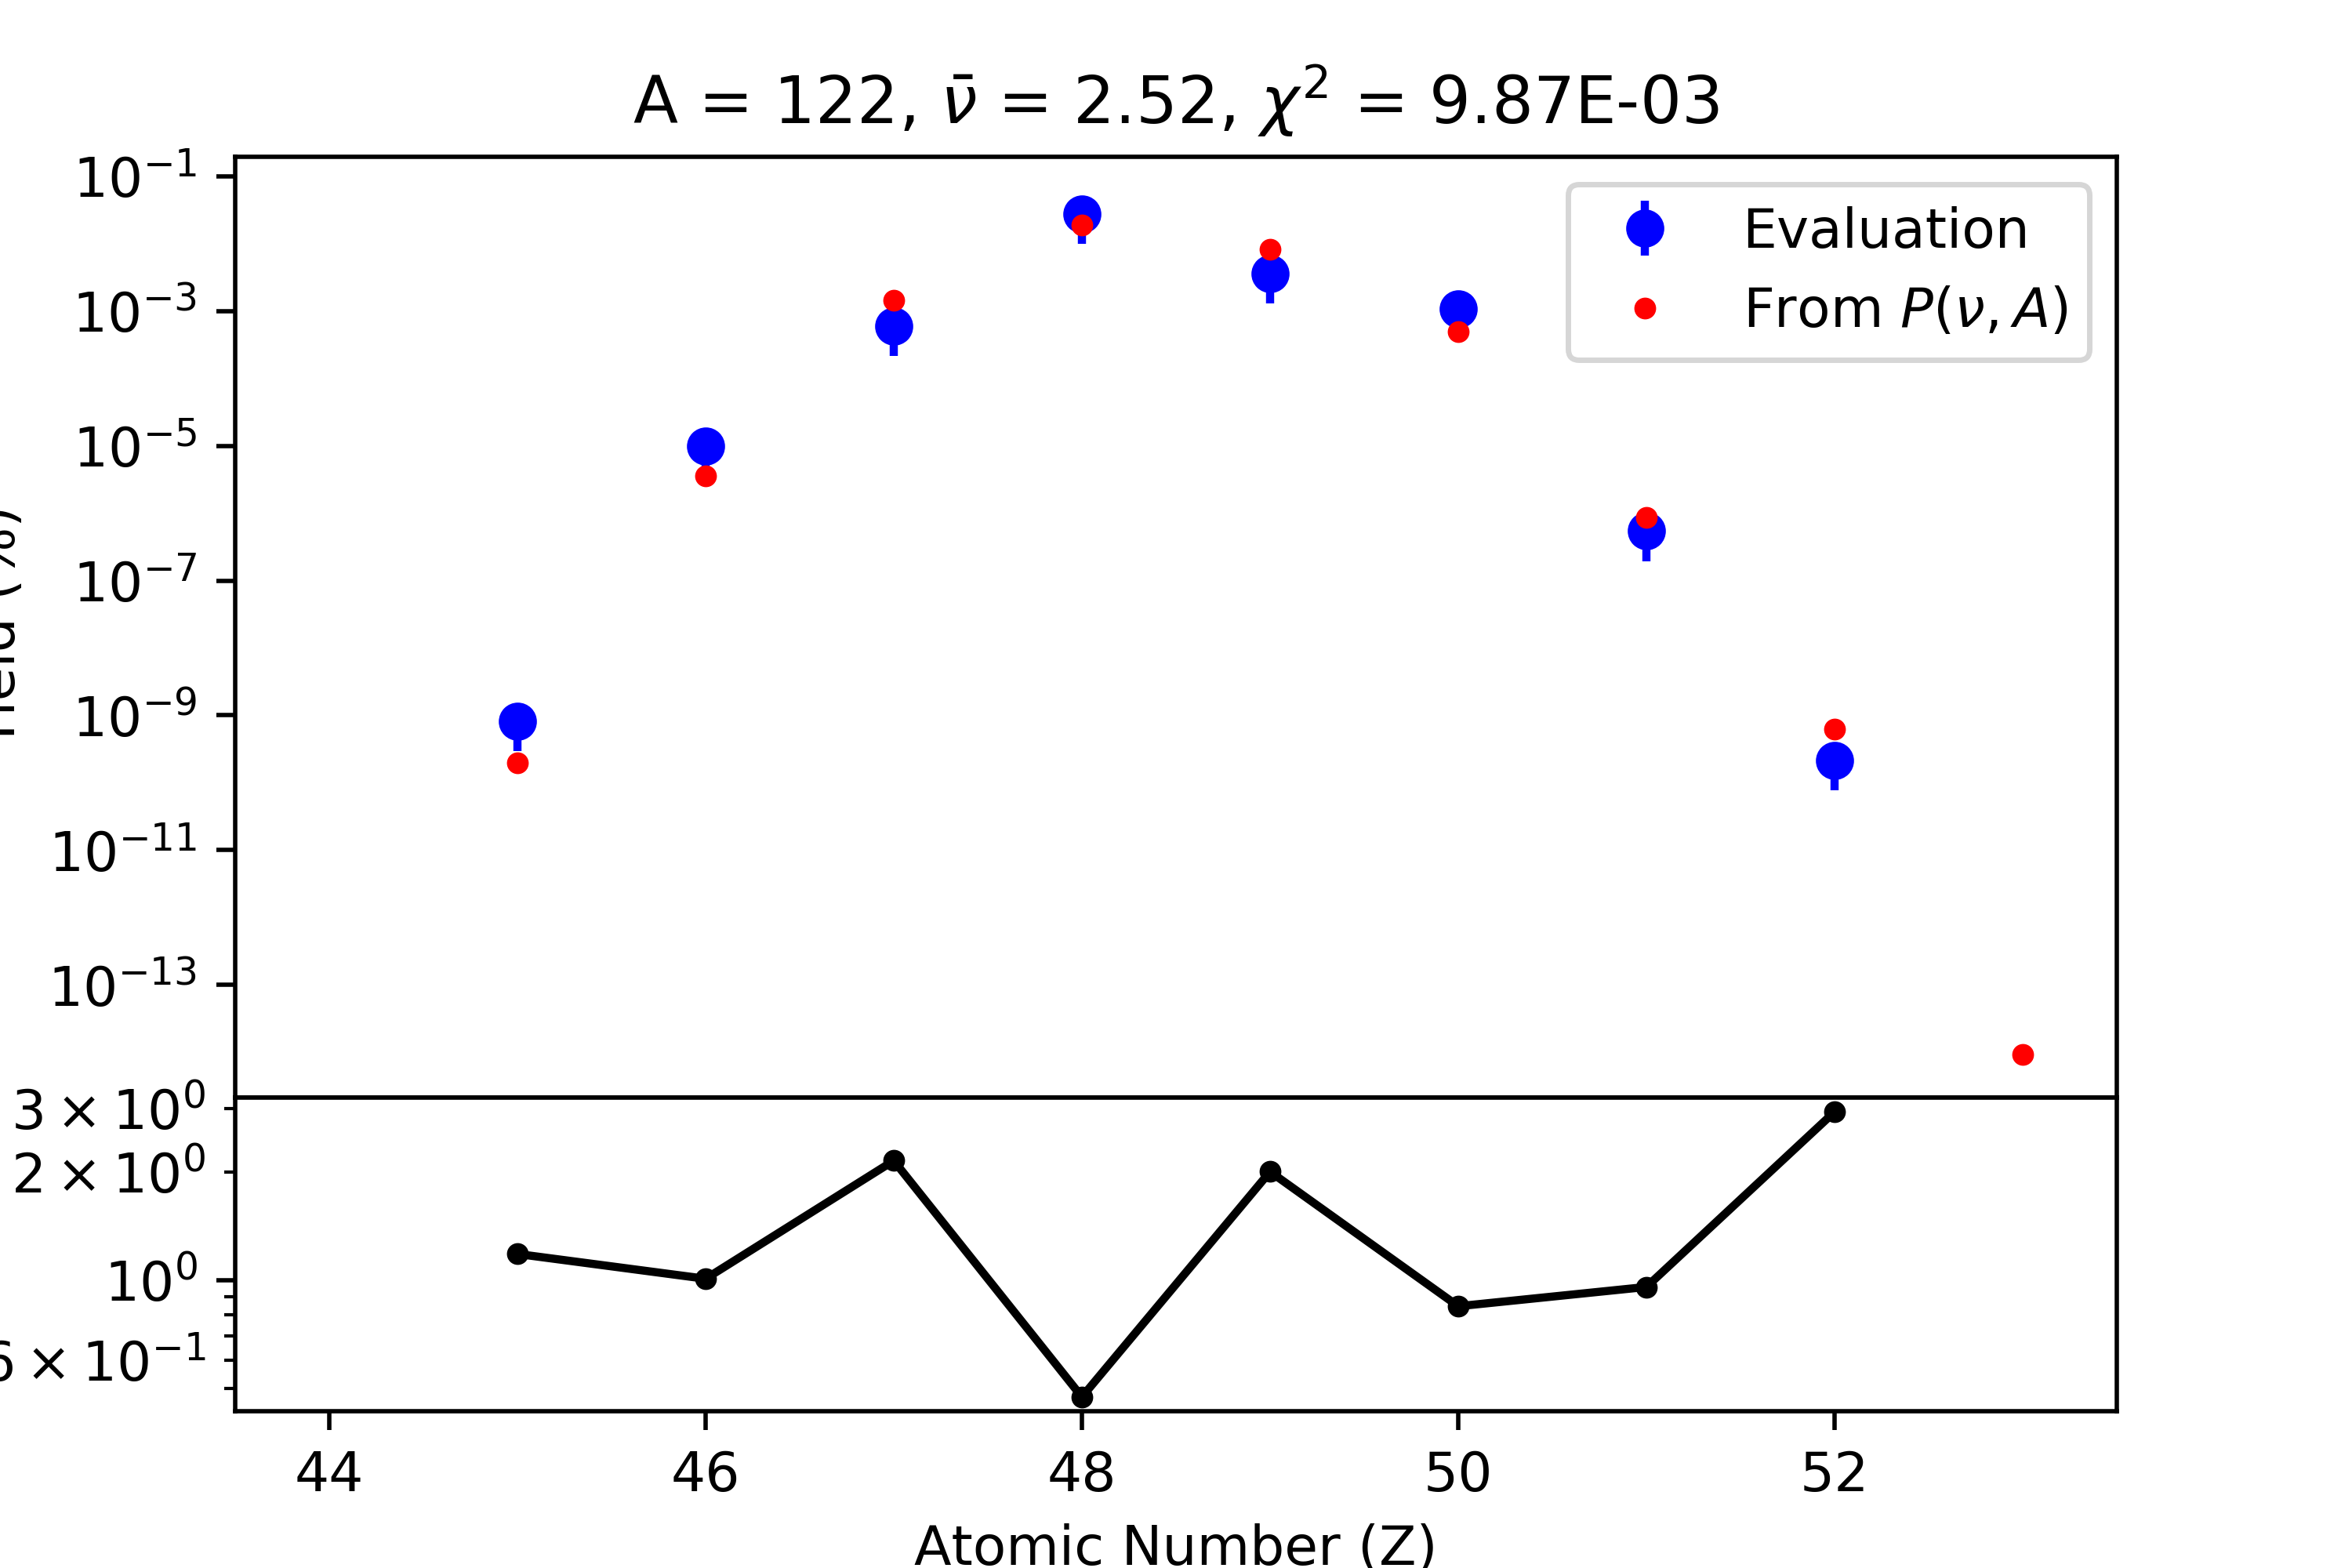 A = 122, ν̄ = 2.52, χ² = 9.87E-03
10⁻¹
10⁻³
10⁻⁵
10⁻⁷
10⁻⁹
10⁻¹¹
10⁻¹³
(%)
Evaluation
From P(ν, A)
3 × 10⁰
2 × 10⁰
10⁰
6 × 10⁻¹
44 46 48 50 52
Atomic Number (Z)